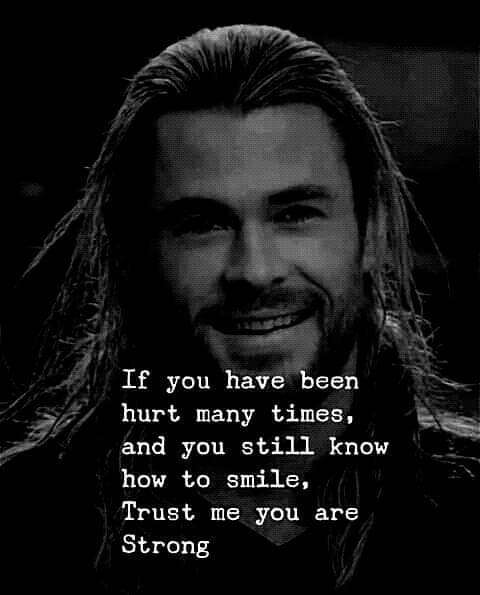 If you have been
hurt many times,
and you still know
how to smile,
Trust me you are
Strong